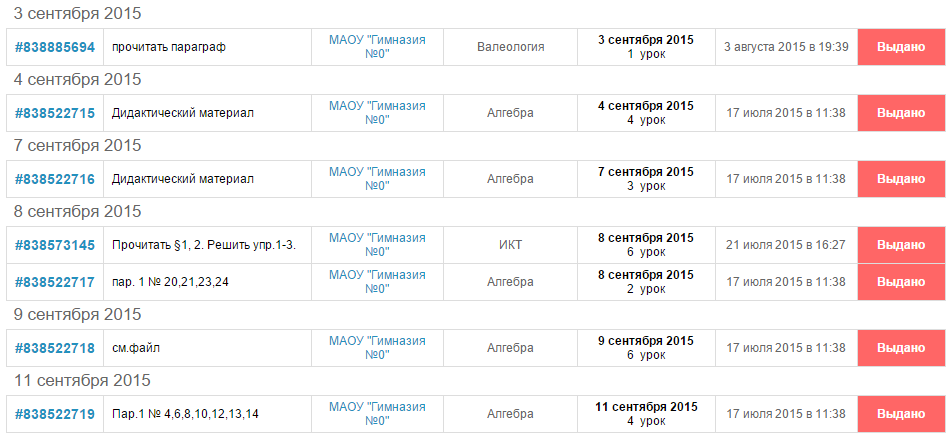 3 сентября 2015
#838885694 прочитать параграф МАОУ "Гимназия №0" Валеология 3 сентября 2015 1 урок 3 августа 2015 в 19:39 Выдано
4 сентября 2015
#838522715 Дидактический материал МАОУ "Гимназия №0" Алгебра 4 сентября 2015 4 урок 17 июля 2015 в 11:38 Выдано
7 сентября 2015
#838522716 Дидактический материал МАОУ "Гимназия №0" Алгебра 7 сентября 2015 3 урок 17 июля 2015 в 11:38 Выдано
8 сентября 2015
#838573145 Прочитать §1, 2. Решить упр.1-3. МАОУ "Гимназия №0" ИКТ 8 сентября 2015 6 урок 21 июля 2015 в 16:27 Выдано
#838522717 пар. 1 № 20,21,23,24 МАОУ "Гимназия №0" Алгебра 8 сентября 2015 2 урок 17 июля 2015 в 11:38 Выдано
9 сентября 2015
#838522718 см.файл МАОУ "Гимназия №0" Алгебра 9 сентября 2015 6 урок 17 июля 2015 в 11:38 Выдано
11 сентября 2015
#838522719 Пар.1 № 4,6,8,10,12,13,14 МАОУ "Гимназия №0" Алгебра 11 сентября 2015 4 урок 17 июля 2015 в 11:38 Выдано